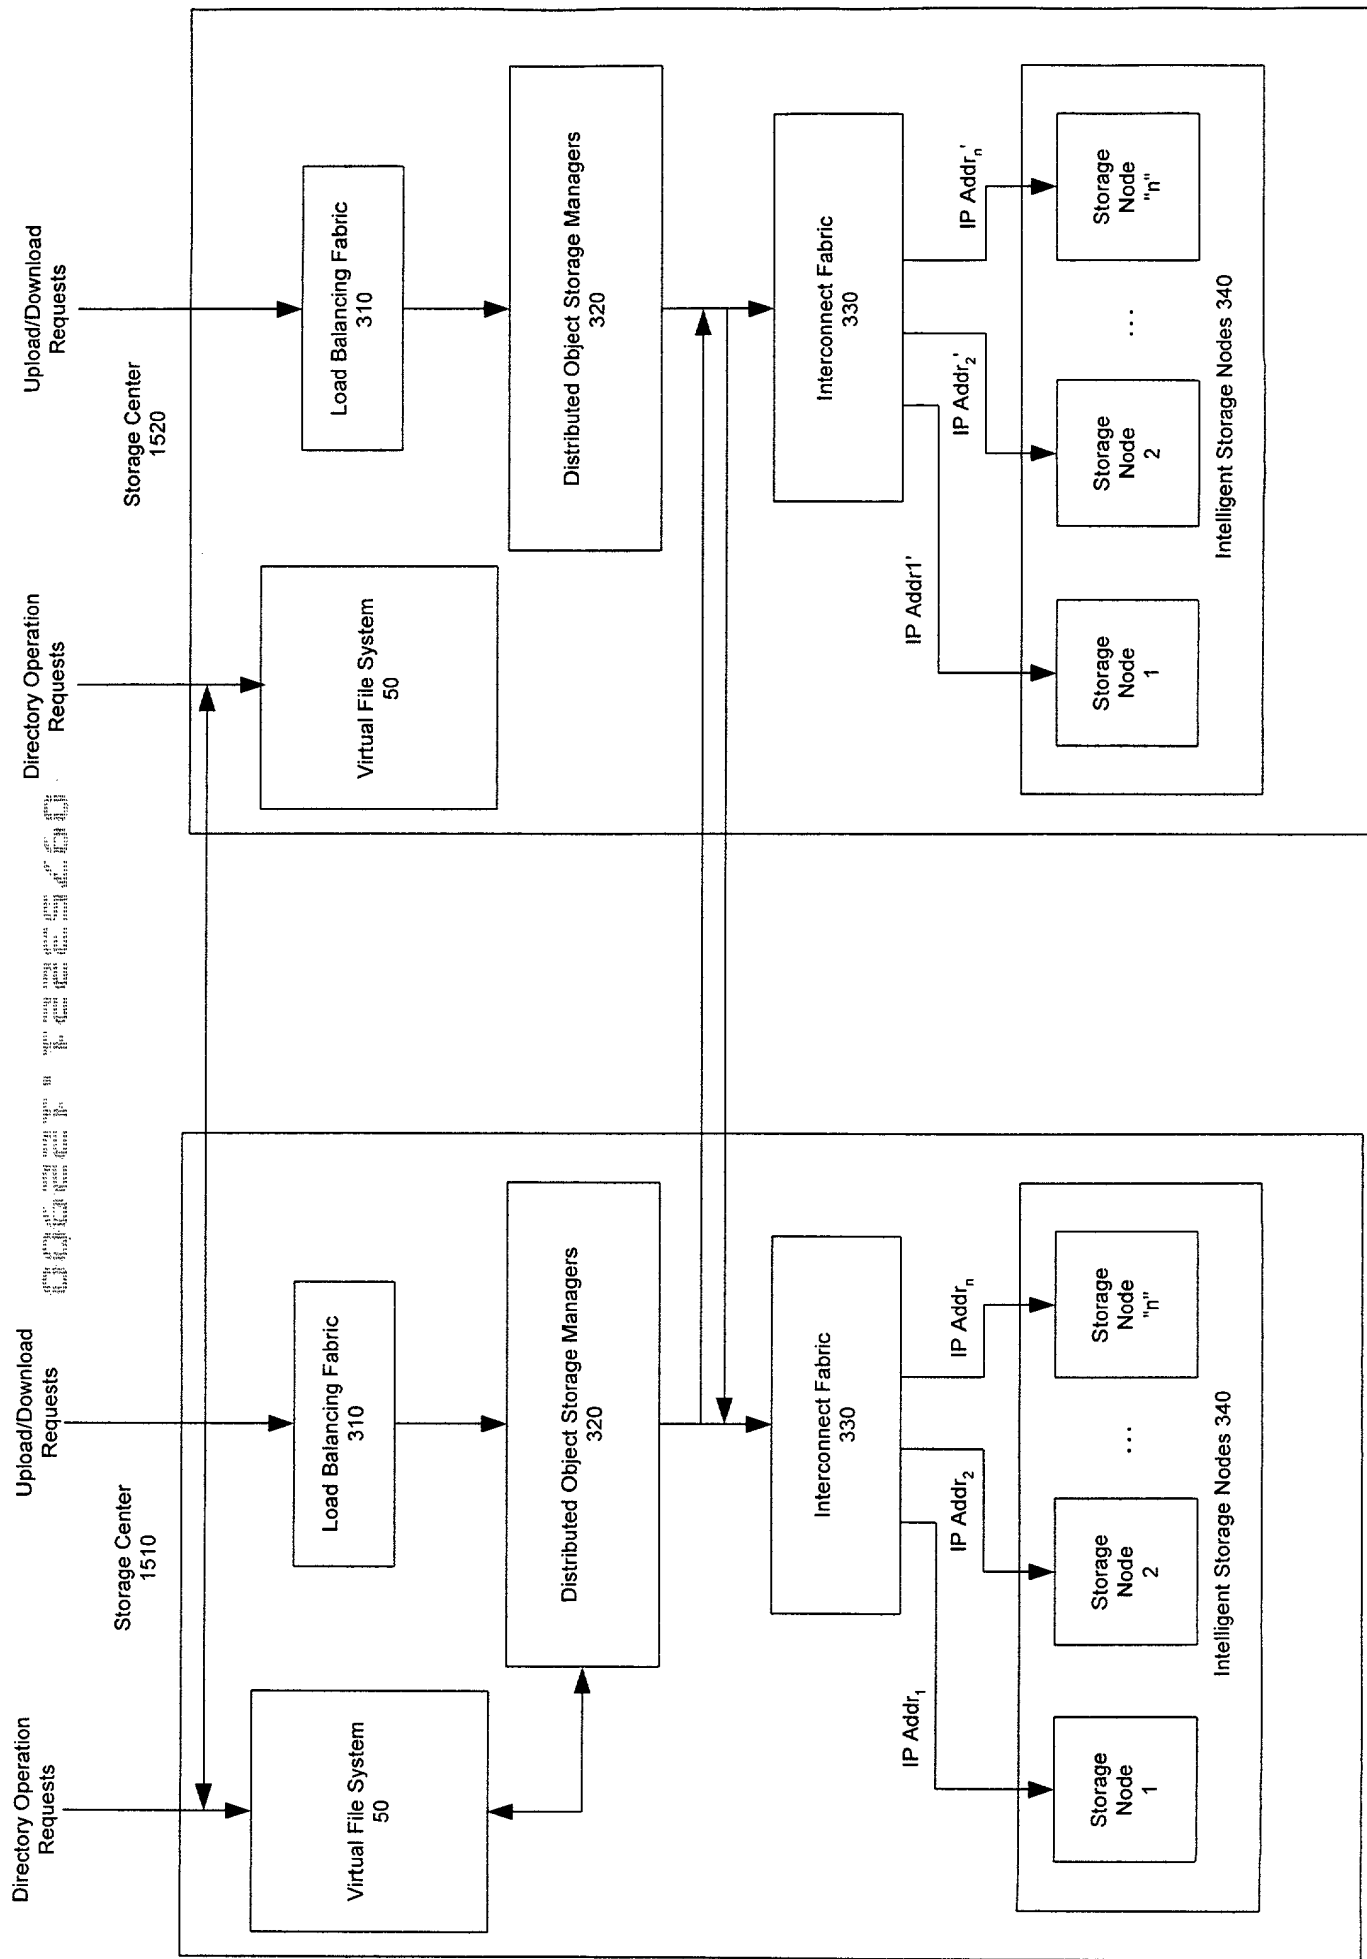 Directory Operation
Requests
Upload/Download
Requests
Storage Center
1510
Virtual File System
50
Load Balancing Fabric
310
Distributed Object Storage Managers
320
Interconnect Fabric
330
IP Addr1
IP Addr2
IP Addrn
Storage
Node
1
Storage
Node
2
...
Storage
Node
"n"
Intelligent Storage Nodes 340
Directory Operation
Requests
Upload/Download
Requests
Storage Center
1520
Virtual File System
50
Load Balancing Fabric
310
Distributed Object Storage Managers
320
Interconnect Fabric
330
IP Addr1'
IP Addr2'
IP Addrn'
Storage
Node
1
Storage
Node
2
...
Storage
Node
"n"
Intelligent Storage Nodes 340